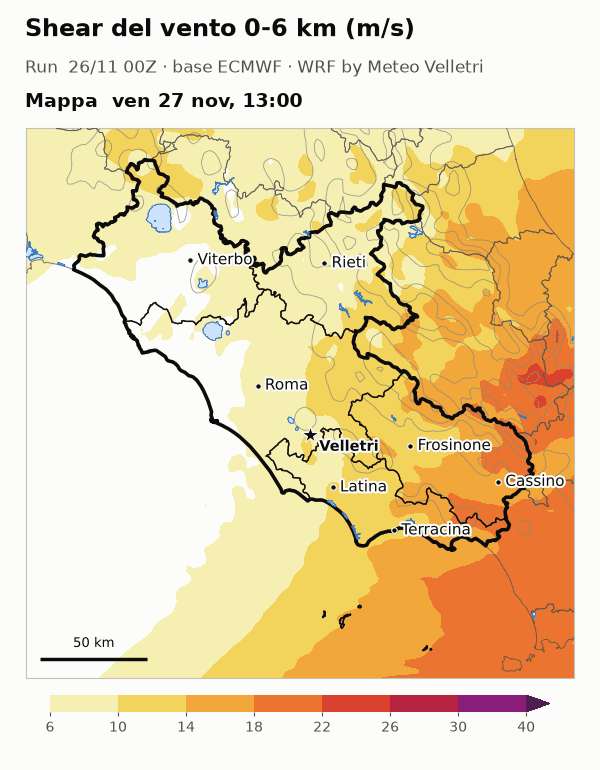 Shear del vento 0-6 km (m/s)
Run  26/11 00Z · base ECMWF · WRF by Meteo Velletri
Mappa  ven 27 nov, 13:00
Viterbo
Rieti
Roma
Velletri
Frosinone
Latina
Cassino
Terracina
50 km
6 10 14 18 22 26 30 40